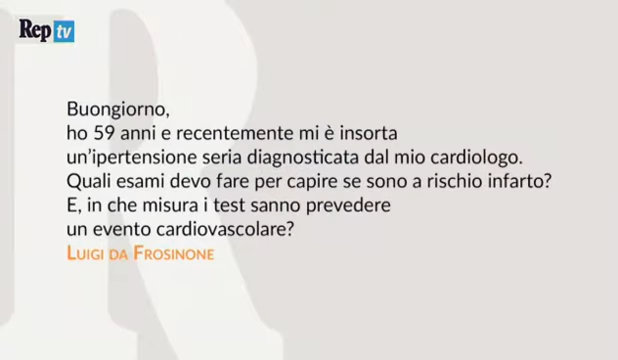 Rep tv
Buongiorno,
ho 59 anni e recentemente mi è insorta
un'ipertensione seria diagnosticata dal mio cardiologo.
Quali esami devo fare per capire se sono a rischio infarto?
E, in che misura i test sanno prevedere
un evento cardiovascolare?
Luigi da Frosinone